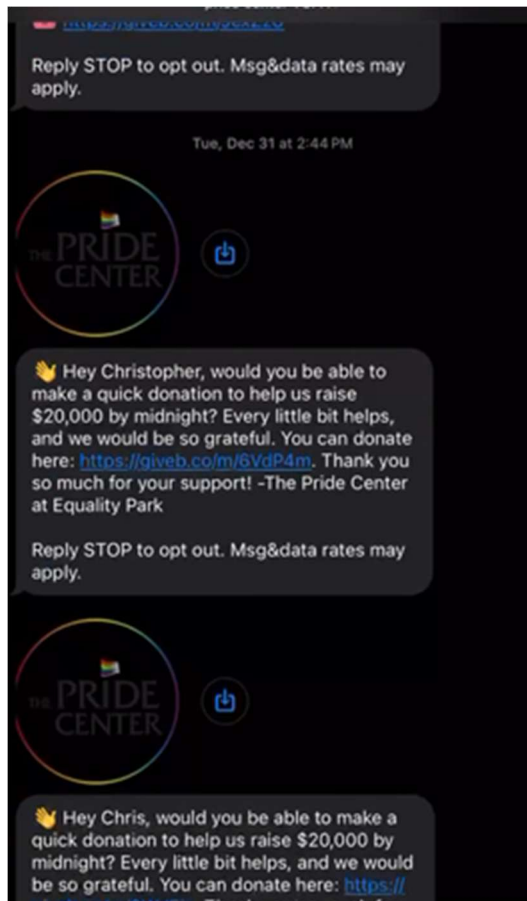 Reply STOP to opt out. Msg&data rates may
apply.
Tue, Dec 31 at 2:44 PM
THE PRIDE
CENTER
👋 Hey Christopher, would you be able to
make a quick donation to help us raise
$20,000 by midnight? Every little bit helps,
and we would be so grateful. You can donate
here: https://giveb.co/m/6VdP4m. Thank you
so much for your support! -The Pride Center
at Equality Park
Reply STOP to opt out. Msg&data rates may
apply.
THE PRIDE
CENTER
👋 Hey Chris, would you be able to make a
quick donation to help us raise $20,000 by
midnight? Every little bit helps, and we would
be so grateful. You can donate here: https://